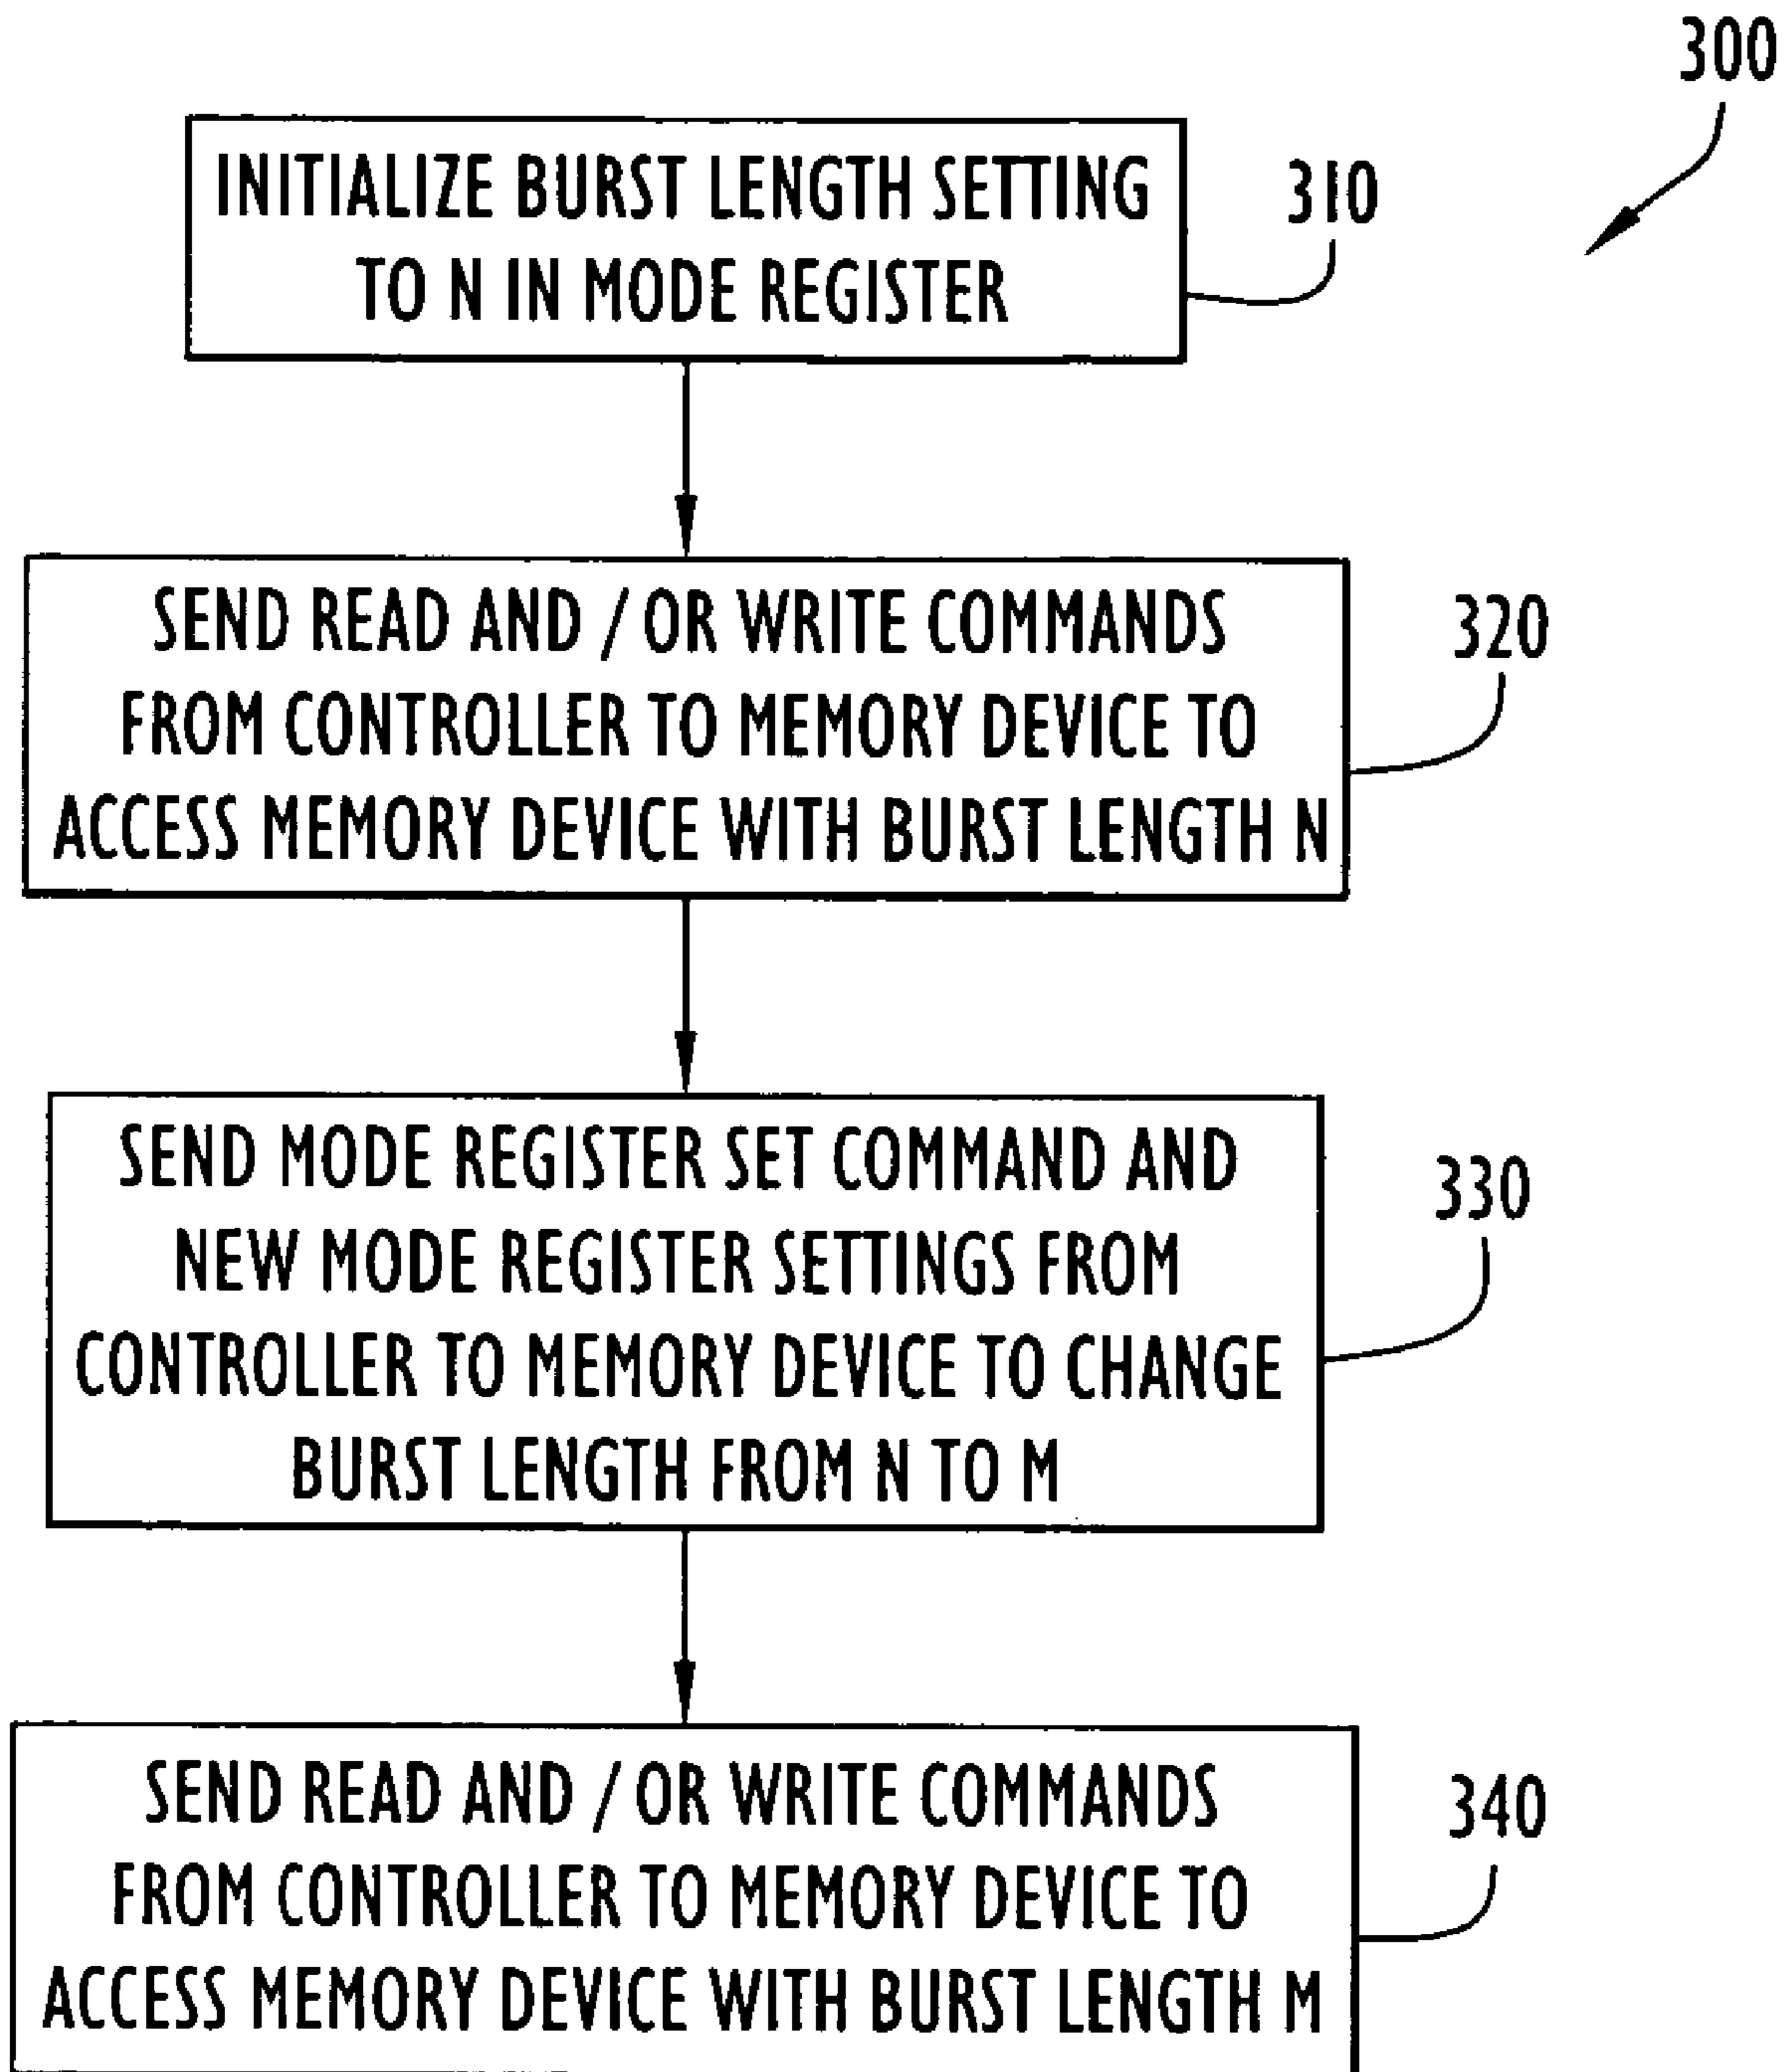 300
INITIALIZE BURST LENGTH SETTING
TO N IN MODE REGISTER
310
SEND READ AND / OR WRITE COMMANDS
FROM CONTROLLER TO MEMORY DEVICE TO
ACCESS MEMORY DEVICE WITH BURST LENGTH N
320
SEND MODE REGISTER SET COMMAND AND
NEW MODE REGISTER SETTINGS FROM
CONTROLLER TO MEMORY DEVICE TO CHANGE
BURST LENGTH FROM N TO M
330
SEND READ AND / OR WRITE COMMANDS
FROM CONTROLLER TO MEMORY DEVICE TO
ACCESS MEMORY DEVICE WITH BURST LENGTH M
340